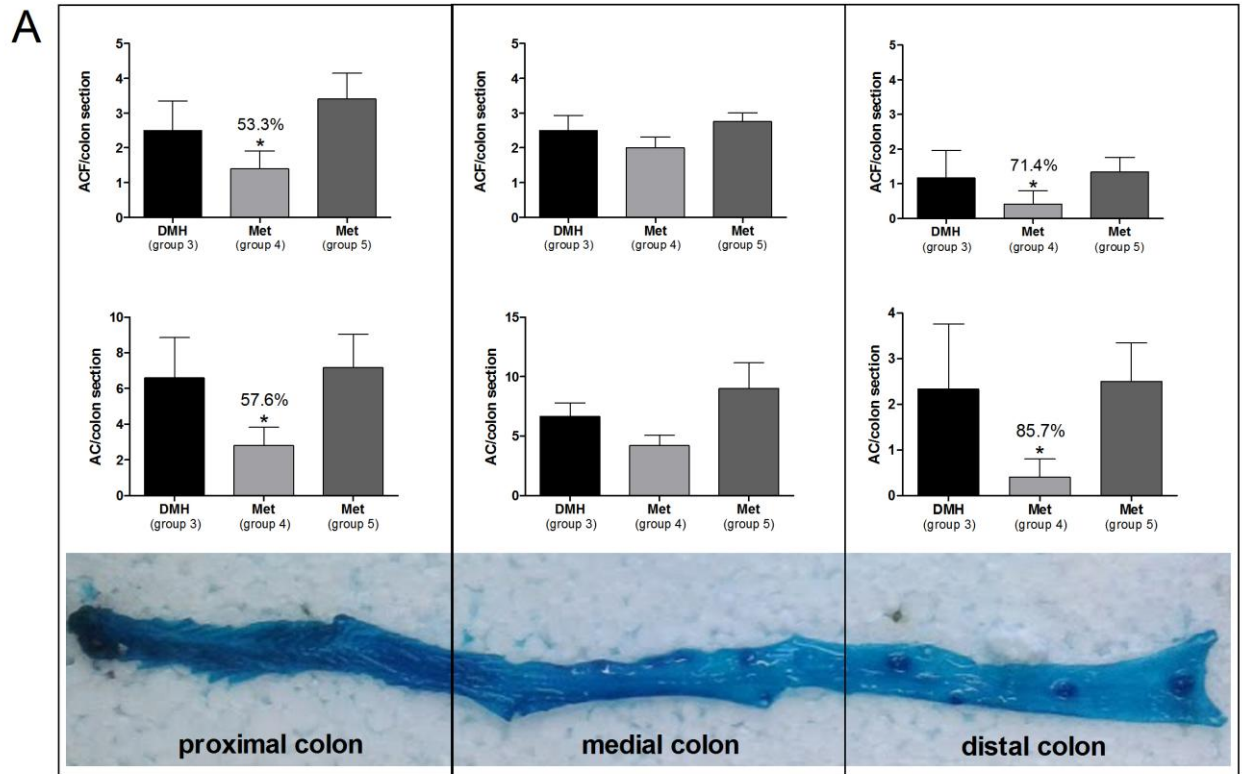 A
ACF/colon section
5
4
3
2
1
0
53.3%
*
DMH
(group 3)
Met
(group 4)
Met
(group 5)
ACF/colon section
5
4
3
2
1
0
DMH
(group 3)
Met
(group 4)
Met
(group 5)
ACF/colon section
5
4
3
2
1
0
71.4%
*
DMH
(group 3)
Met
(group 4)
Met
(group 5)
AC/colon section
10
8
6
4
2
0
57.6%
*
DMH
(group 3)
Met
(group 4)
Met
(group 5)
AC/colon section
15
10
5
0
DMH
(group 3)
Met
(group 4)
Met
(group 5)
AC/colon section
4
3
2
1
0
85.7%
*
DMH
(group 3)
Met
(group 4)
Met
(group 5)
proximal colon
medial colon
distal colon